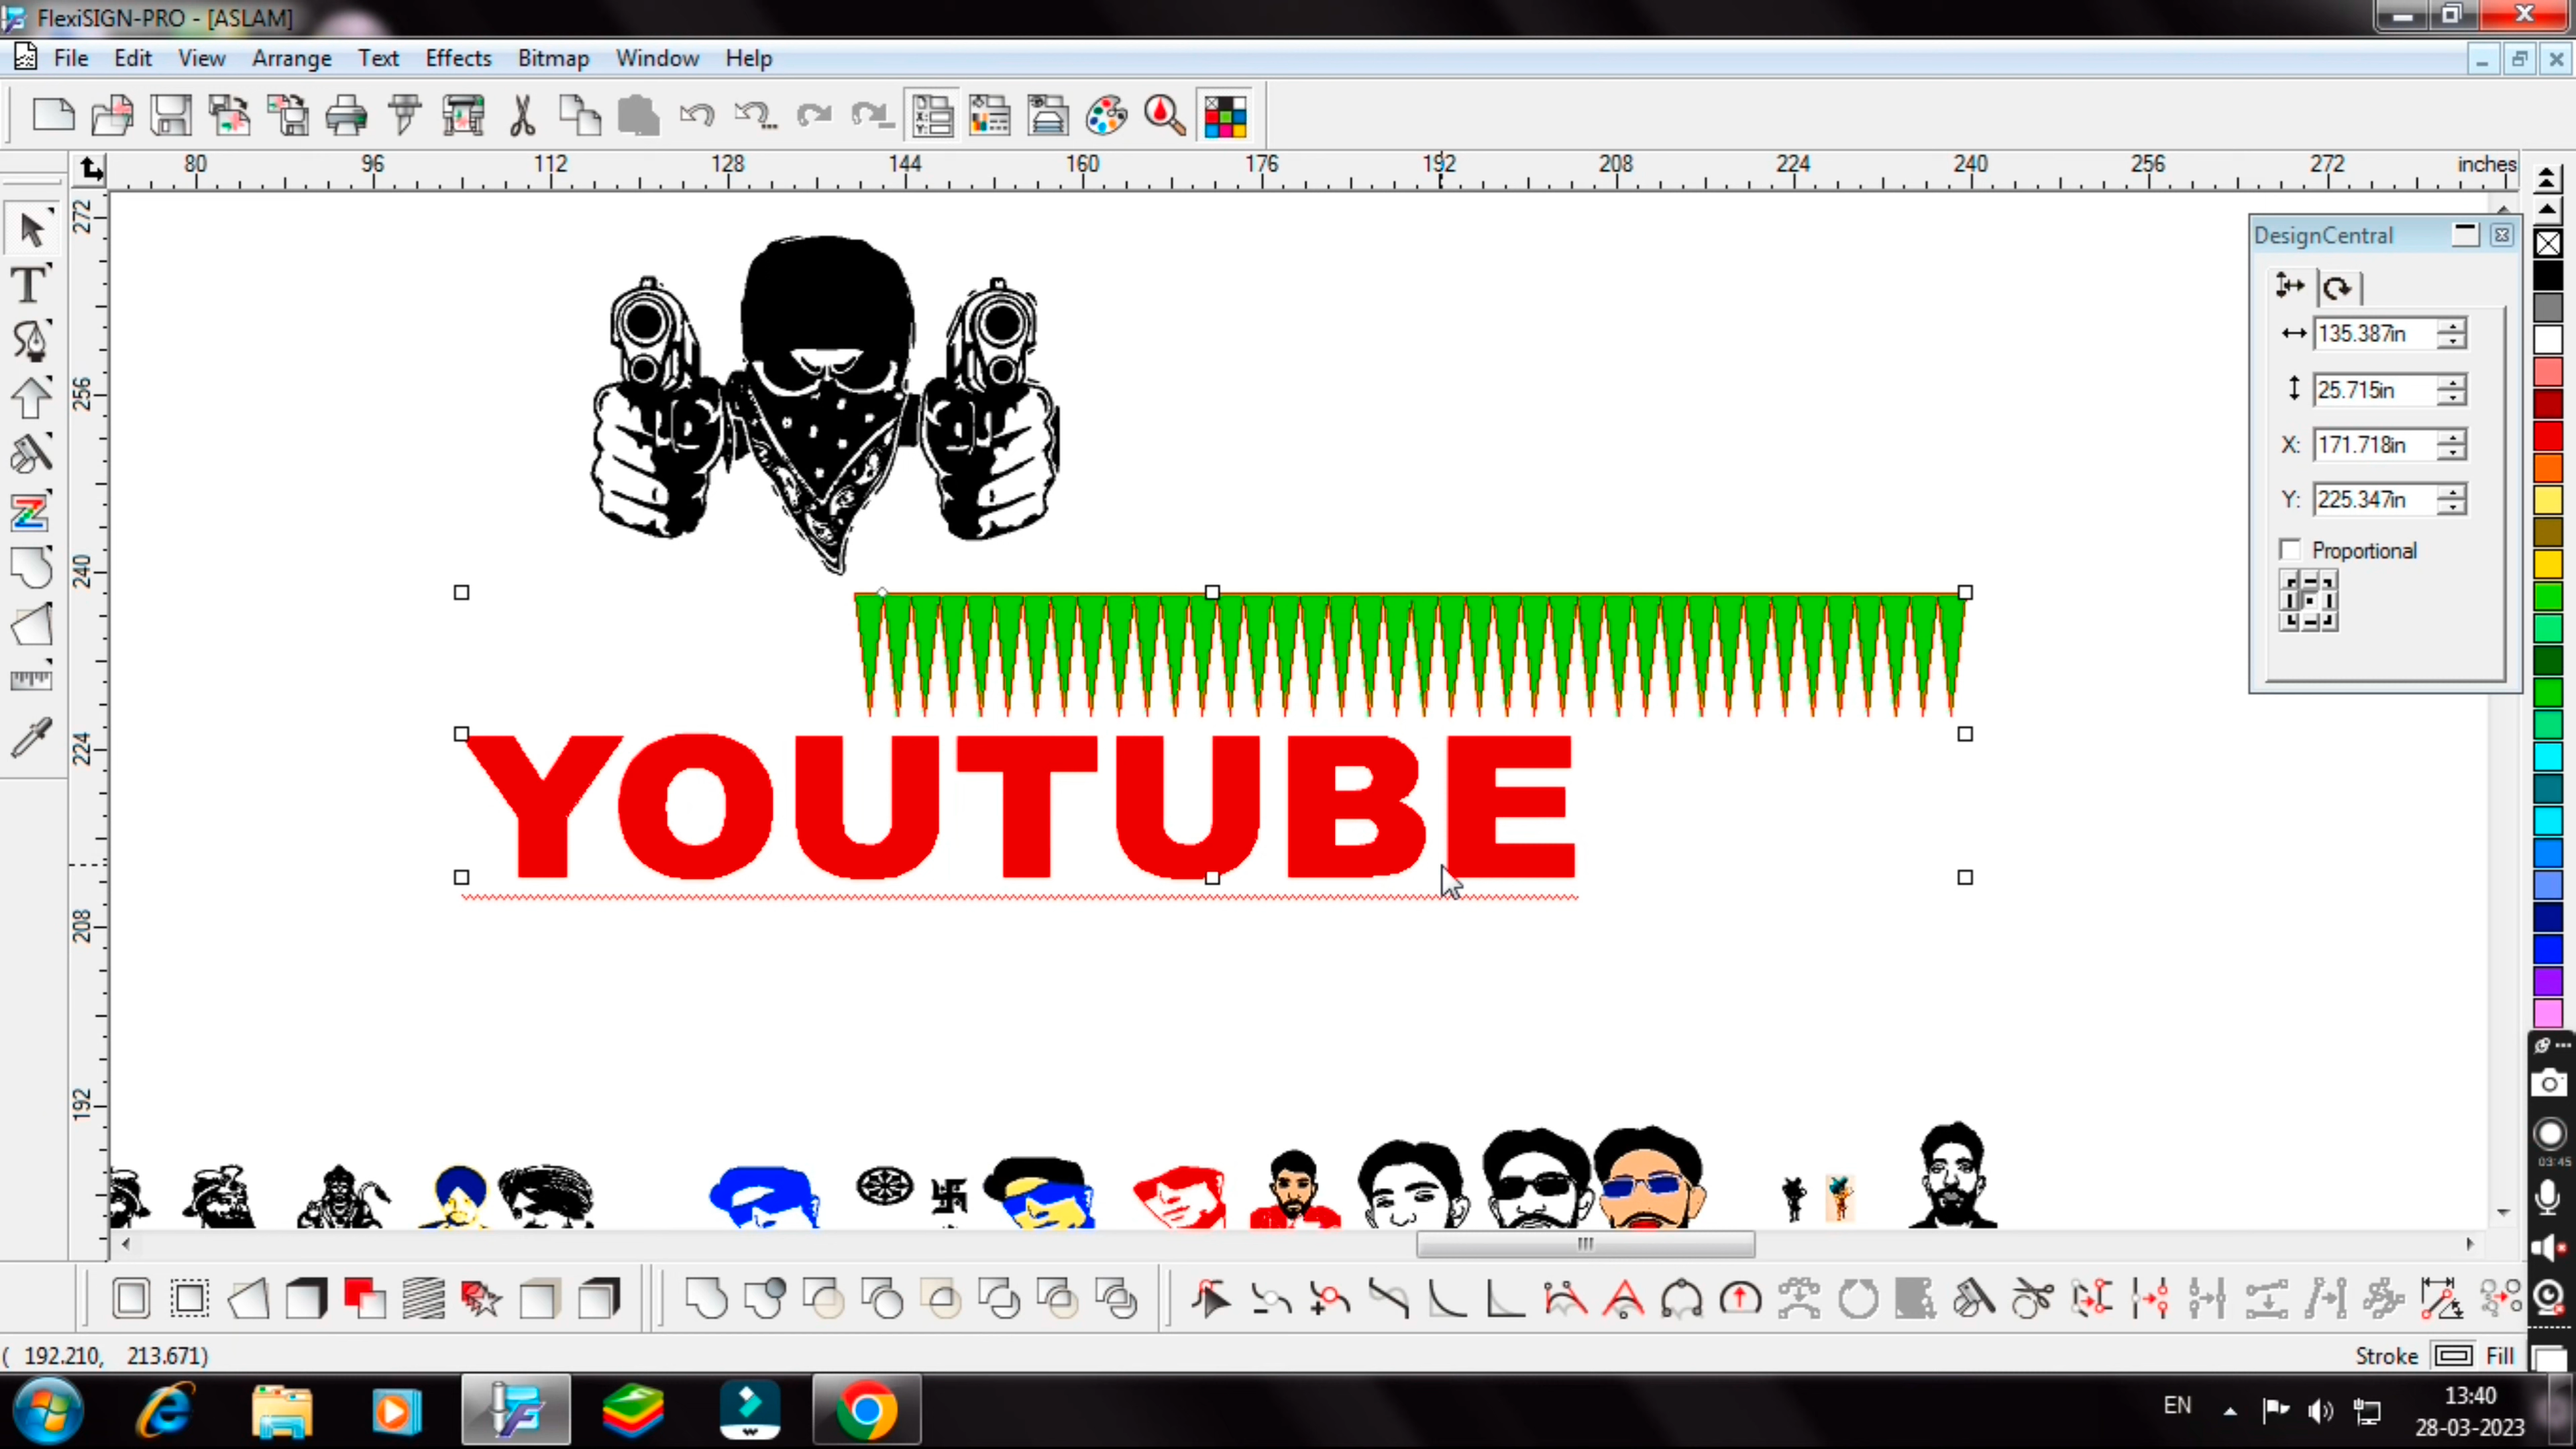 FlexiSIGN-PRO - [ASLAM]
File Edit View Arrange Text Effects Bitmap Window Help
80 96 112 128 144 160 176 192 208 224 240 256 272 inches
272
256
240
224
208
192
DesignCentral
135.387in
25.715in
X: 171.718in
Y: 225.347in
Proportional
YOUTUBE
03:45
( 192.210, 213.671)
Stroke Fill
EN
13:40
28-03-2023